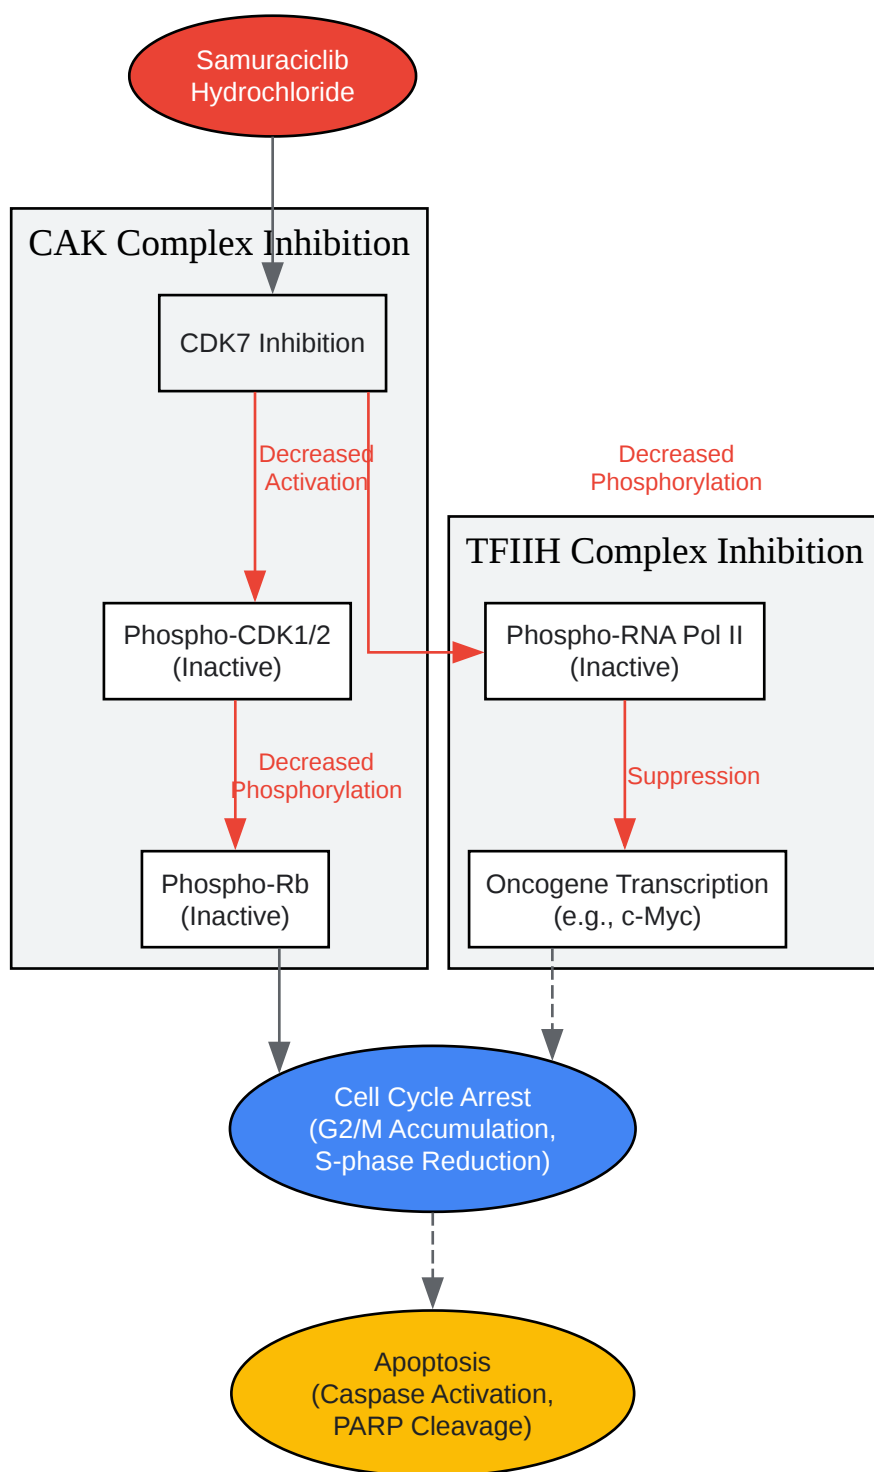 Samuraciclib
Hydrochloride
CAK Complex Inhibition
CDK7 Inhibition
Decreased
Activation
Decreased
Phosphorylation
TFIIH Complex Inhibition
Phospho-CDK1/2
(Inactive)
Phospho-RNA Pol II
(Inactive)
Decreased
Phosphorylation
Suppression
Phospho-Rb
(Inactive)
Oncogene Transcription
(e.g., c-Myc)
Cell Cycle Arrest
(G2/M Accumulation,
S-phase Reduction)
Apoptosis
(Caspase Activation,
PARP Cleavage)